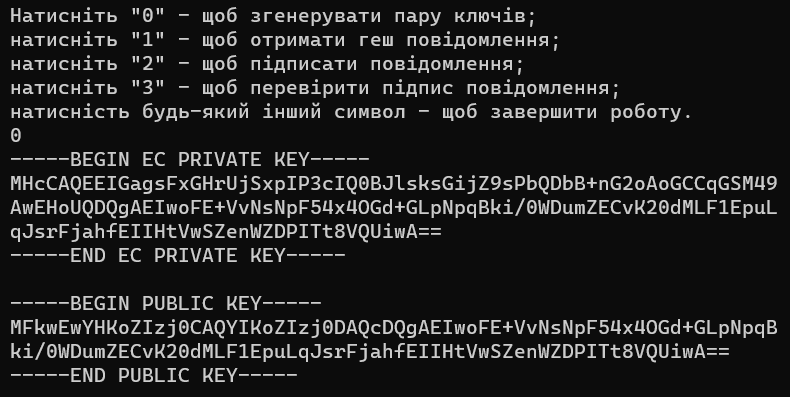 Натисніть "0" - щоб згенерувати пару ключів;
натисніть "1" - щоб отримати геш повідомлення;
натисніть "2" - щоб підписати повідомлення;
натисніть "3" - щоб перевірити підпис повідомлення;
натисність будь-який інший символ - щоб завершити роботу.
0
-----BEGIN EC PRIVATE KEY-----
MHcCAQEEIGagsFxGHrUjSxpIP3cIQ0BJlsksGijZ9sPbQDbB+nG2oAoGCCqGSM49
AwEHoUQDQgAEIwoFE+VvNsNpF54x4OGd+GLpNpqBki/0WDumZECvK20dMLF1EpuL
qJsrFjahfEIIHtVwSZenWZDPITt8VQUiwA==
-----END EC PRIVATE KEY-----

-----BEGIN PUBLIC KEY-----
MFkwEwYHKoZIzj0CAQYIKoZIzj0DAQcDQgAEIwoFE+VvNsNpF54x4OGd+GLpNpqB
ki/0WDumZECvK20dMLF1EpuLqJsrFjahfEIIHtVwSZenWZDPITt8VQUiwA==
-----END PUBLIC KEY-----